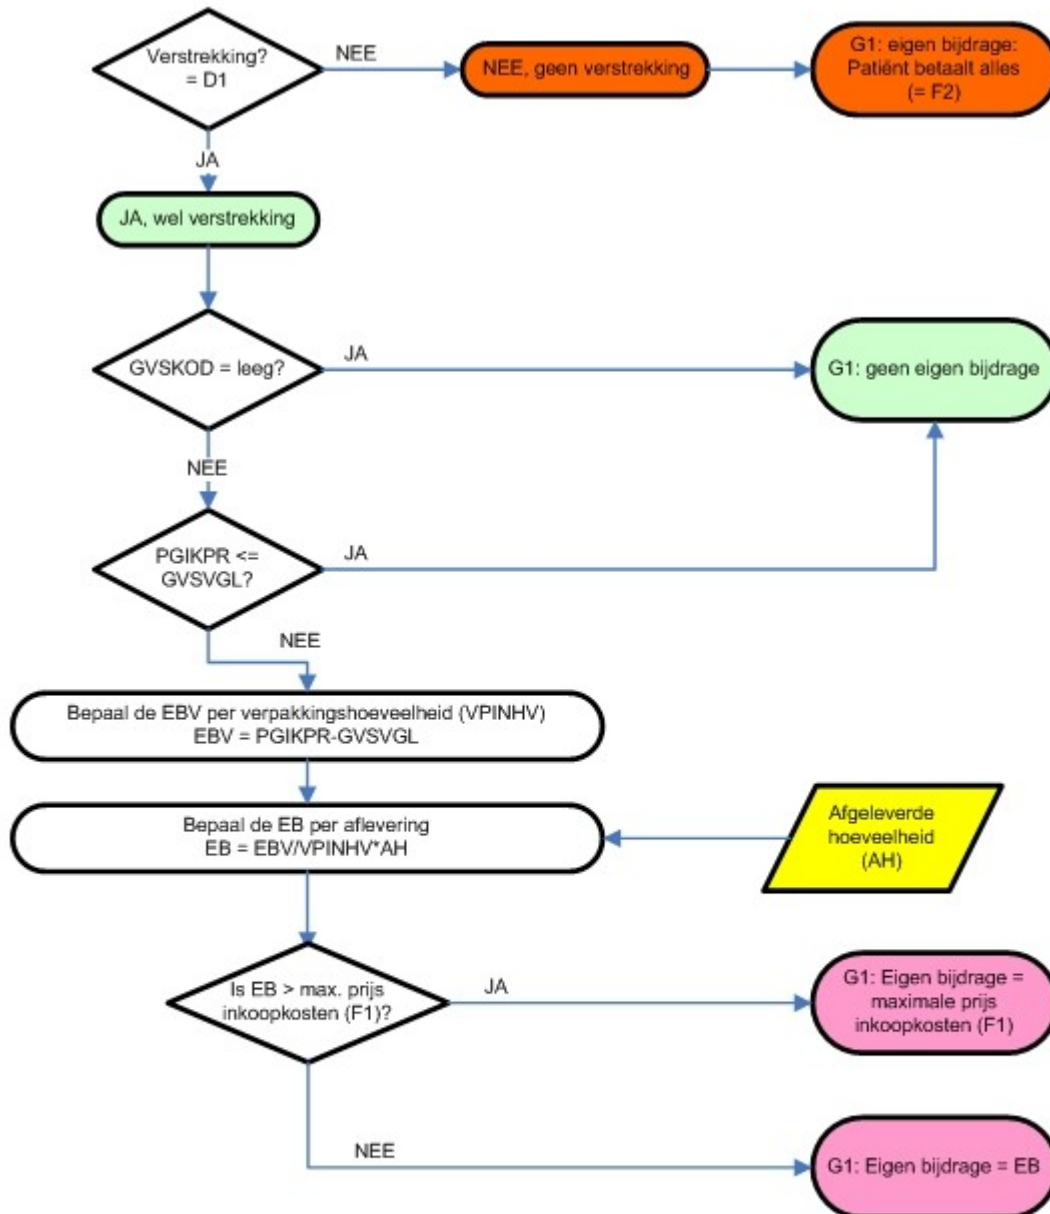 Verstrekking?
= D1
NEE
NEE, geen verstrekking
G1: eigen bijdrage:
Patiënt betaalt alles
(= F2)
JA
JA, wel verstrekking
GVSKOD = leeg?
JA
G1: geen eigen bijdrage
NEE
PGIKPR <=
GVSVGL?
JA
NEE
Bepaal de EBV per verpakkingshoeveelheid (VPINHV)
EBV = PGIKPR-GVSVGL
Bepaal de EB per aflevering
EB = EBV/VPINHV*AH
Afgeleverde
hoeveelheid
(AH)
Is EB > max. prijs
inkoopkosten (F1)?
JA
G1: Eigen bijdrage =
maximale prijs
inkoopkosten (F1)
NEE
G1: Eigen bijdrage = EB